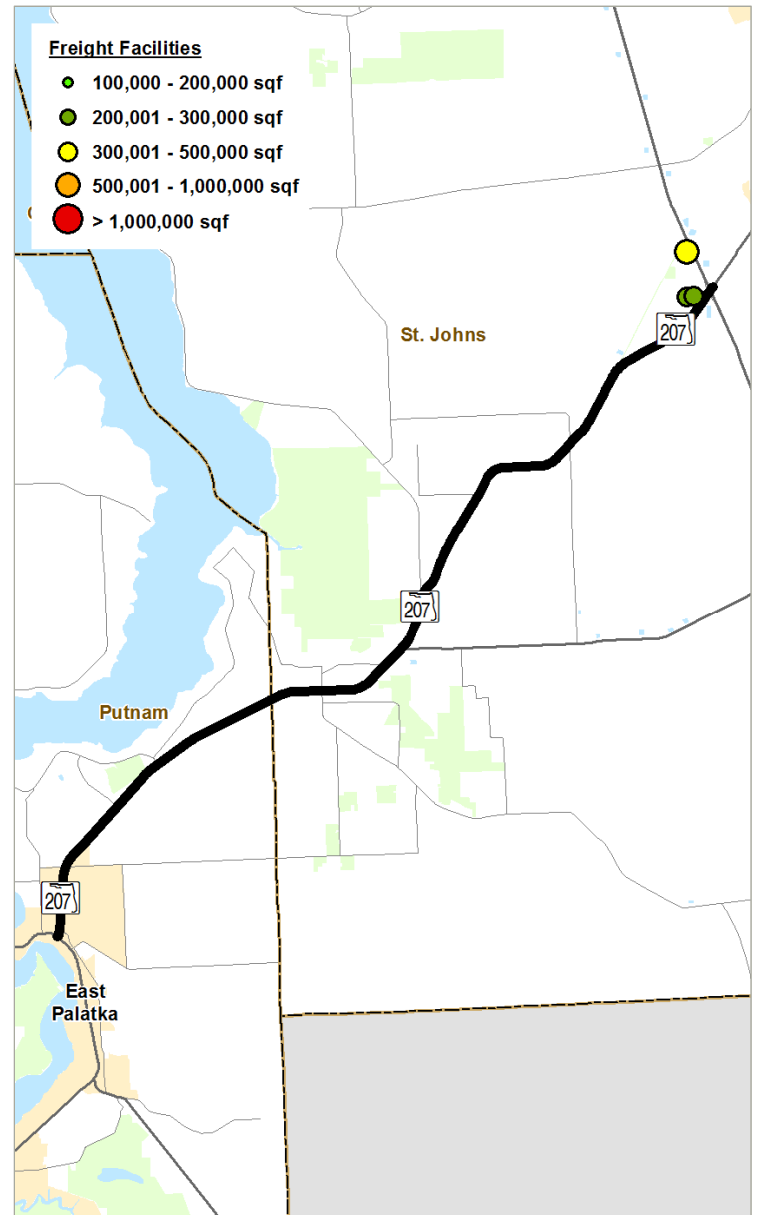 Freight Facilities
100,000 - 200,000 sqf
200,001 - 300,000 sqf
300,001 - 500,000 sqf
500,001 - 1,000,000 sqf
> 1,000,000 sqf
St. Johns
207
207
Putnam
207
East
Palatka